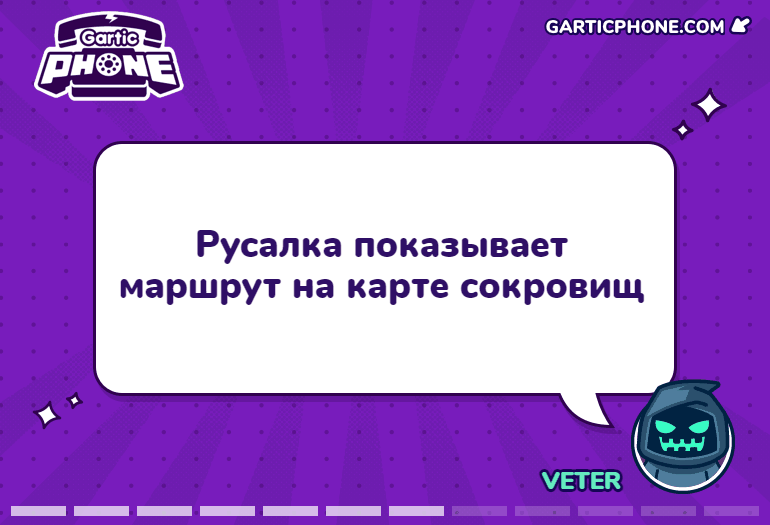 Gartic
PHONE
GARTICPHONE.COM
Русалка показывает
маршрут на карте сокровищ
VETER